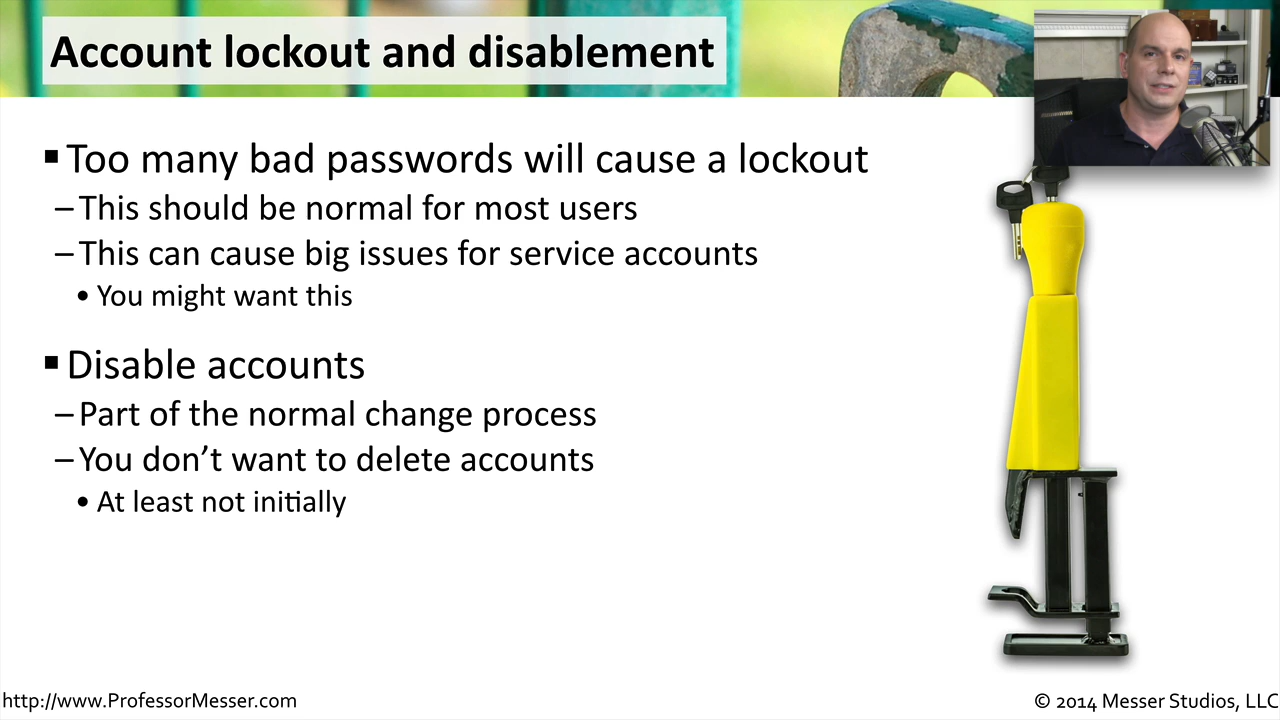 Account lockout and disablement
▪ Too many bad passwords will cause a lockout
– This should be normal for most users
– This can cause big issues for service accounts
• You might want this
▪ Disable accounts
– Part of the normal change process
– You don’t want to delete accounts
• At least not initially
http://www.ProfessorMesser.com
© 2014 Messer Studios, LLC